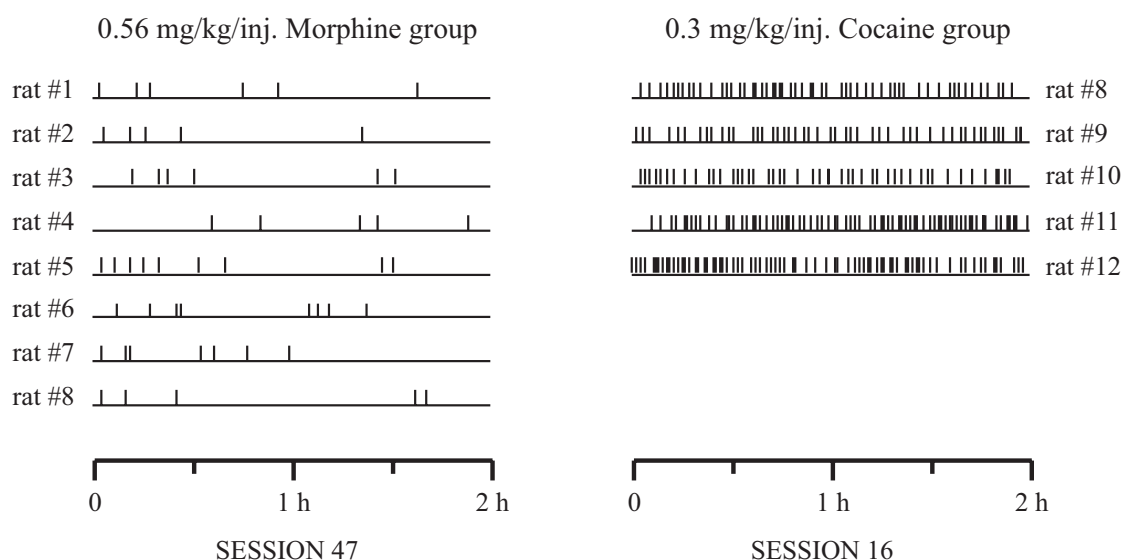 0.56 mg/kg/inj. Morphine group
rat #1
rat #2
rat #3
rat #4
rat #5
rat #6
rat #7
rat #8
0 1 h 2 h
SESSION 47
0.3 mg/kg/inj. Cocaine group
rat #8
rat #9
rat #10
rat #11
rat #12
0 1 h 2 h
SESSION 16